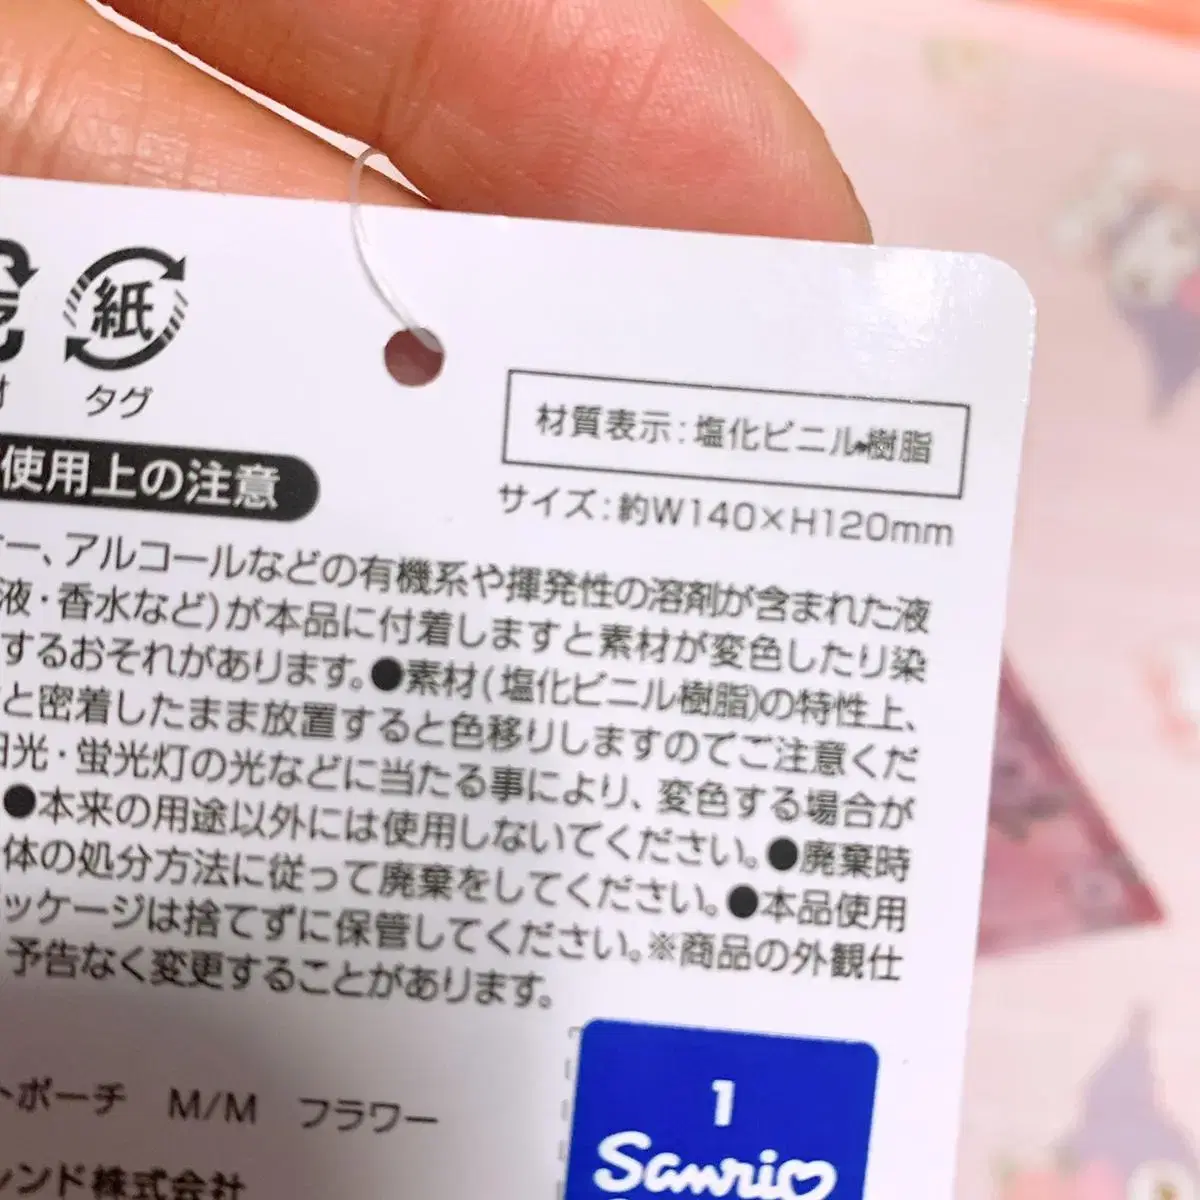 紙
タグ
使用上の注意
材質表示:塩化ビニル樹脂
サイズ:約W140×H120mm
ー、アルコールなどの有機系や揮発性の溶剤が含まれた液
液・香水など)が本品に付着しますと素材が変色したり染
するおそれがあります。●素材(塩化ビニル樹脂)の特性上、
と密着したまま放置すると色移りしますのでご注意くだ
日光・蛍光灯の光などに当たる事により、変色する場合が
●本来の用途以外には使用しないでください。●廃棄時
体の処分方法に従って廃棄をしてください。●本品使用
ッケージは捨てずに保管してください。※商品の外観仕
予告なく変更することがあります。
トポーチ M/M フラワー
レンド株式会社
1
Sanrio